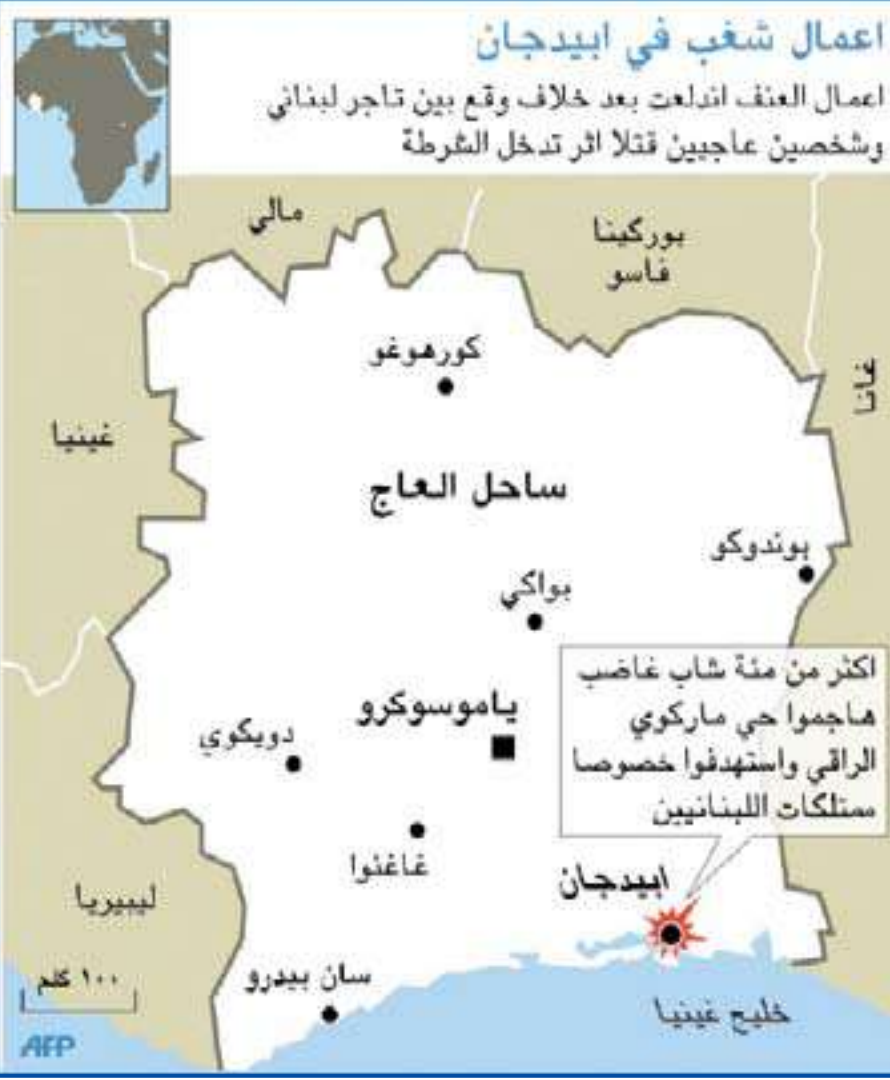 اعمال شغب في ابيدجان
اعمال العنف اندلعت بعد خلاف وقع بين تاجر لبناني
وشخصين عاجيين قتلا اثر تدخل الشرطة
مالي
بوركينا
فاسو
كورهوغو
غانا
غينيا
ساحل العاج
بوندوكو
بواكي
اكثر من مئة شاب غاضب
هاجموا حي ماركوي
الراقي واستهدفوا خصوصا
ممتلكات اللبنانيين
ياموسوكرو
دويكوي
غاغنوا
ابيدجان
ليبيريا
سان بيدرو
١٠٠ كلم
خليج غينيا
AFP